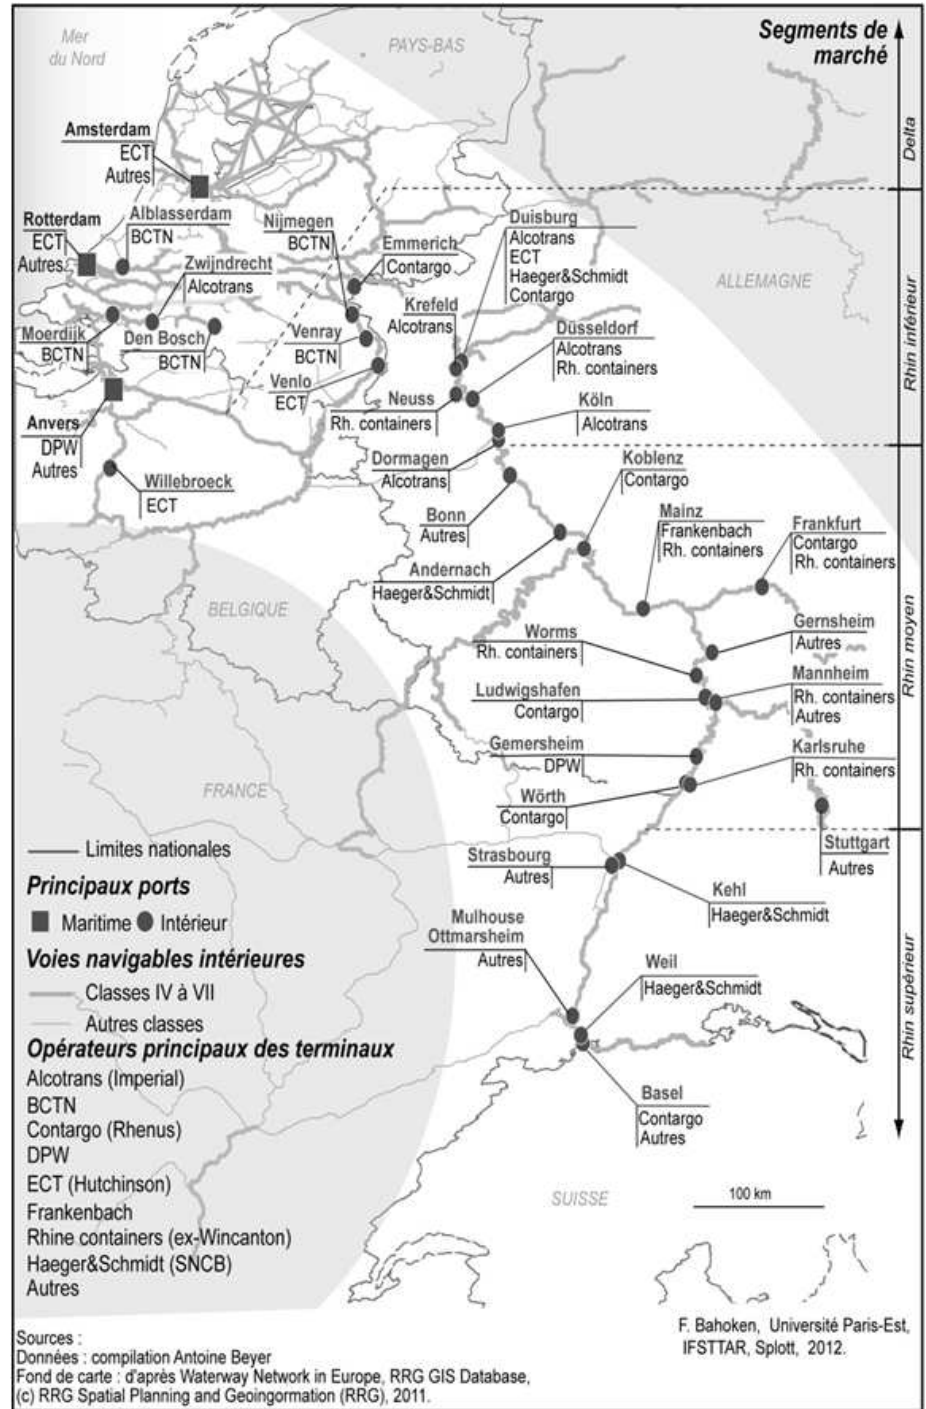 Mer
du Nord
PAYS-BAS
Segments de
marché
Delta
Amsterdam
ECT
Autres
Rotterdam
ECT
Autres
Alblasserdam
BCTN
Nijmegen
BCTN
Zwijndrecht
Alcotrans
Emmerich
Contargo
Duisburg
Alcotrans
ECT
Haeger&Schmidt
Contargo
ALLEMAGNE
Rhin inférieur
Krefeld
Alcotrans
Moerdijk
BCTN
Den Bosch
BCTN
Venray
BCTN
Venlo
ECT
Düsseldorf
Alcotrans
Rh. containers
Neuss
Rh. containers
Köln
Alcotrans
Anvers
DPW
Autres
Willebroeck
ECT
Dormagen
Alcotrans
Koblenz
Contargo
Bonn
Autres
Mainz
Frankenbach
Rh. containers
Frankfurt
Contargo
Rh. containers
Andernach
Haeger&Schmidt
BELGIQUE
Gernsheim
Autres
Worms
Rh. containers
Rhin moyen
Ludwigshafen
Contargo
Mannheim
Rh. containers
Autres
Gemersheim
DPW
Karlsruhe
Rh. containers
Wörth
Contargo
FRANCE
Stuttgart
Autres
Strasbourg
Autres
Kehl
Haeger&Schmidt
Mulhouse
Ottmarsheim
Autres
Weil
Haeger&Schmidt
Rhin supérieur
Basel
Contargo
Autres
SUISSE
100 km
Limites nationales
Principaux ports
Maritime
Intérieur
Voies navigables intérieures
Classes IV à VII
Autres classes
Opérateurs principaux des terminaux
Alcotrans (Imperial)
BCTN
Contargo (Rhenus)
DPW
ECT (Hutchinson)
Frankenbach
Rhine containers (ex-Wincanton)
Haeger&Schmidt (SNCB)
Autres
F. Bahoken, Université Paris-Est,
IFSTTAR, Splott, 2012.
Sources :
Données : compilation Antoine Beyer
Fond de carte : d'après Waterway Network in Europe, RRG GIS Database,
(c) RRG Spatial Planning and Geoingormation (RRG), 2011.